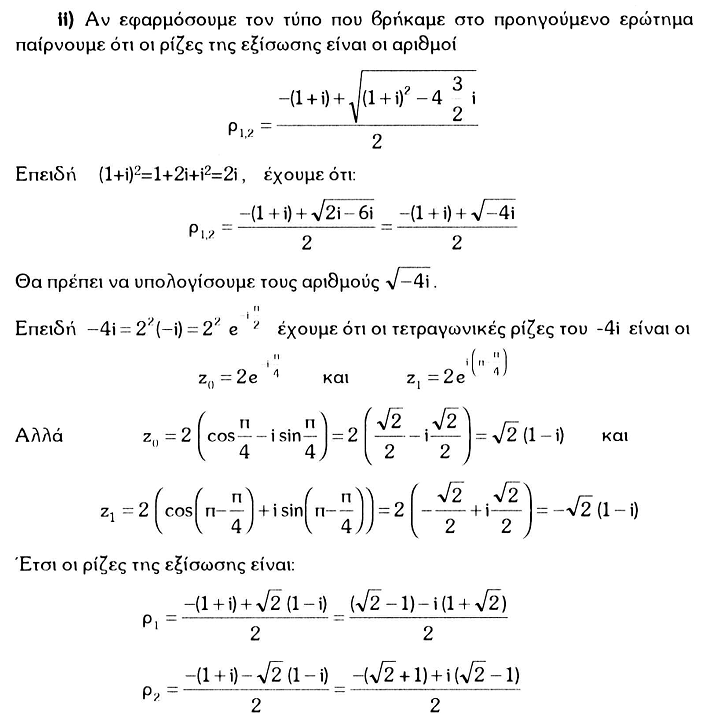 ii) Αν εφαρμόσουμε τον τύπο που βρήκαμε στο προηγούμενο ερώτημα
παίρνουμε ότι οι ρίζες της εξίσωσης είναι οι αριθμοί
ρ₁,₂ = (-(1+i)+√((1+i)²-4 3/2 i))/2
Επειδή (1+i)²=1+2i+i²=2i, έχουμε ότι:
ρ₁,₂ = (-(1+i)+√(2i-6i))/2 = (-(1+i)+√(-4i))/2
Θα πρέπει να υπολογίσουμε τους αριθμούς √(-4i).
Επειδή -4i = 2²(-i) = 2² e^(-i π/2) έχουμε ότι οι τετραγωνικές ρίζες του -4i είναι οι
z₀ = 2e^(-i π/4) και z₁ = 2e^(i(π π/4))
Αλλά z₀ = 2(cos π/4 - i sin π/4) = 2(√2/2 - i √2/2) = √2 (1-i) και
z₁ = 2(cos(π-π/4) + i sin(π-π/4)) = 2(-√2/2 + i √2/2) = -√2 (1-i)
Έτσι οι ρίζες της εξίσωσης είναι:
ρ₁ = (-(1+i)+√2 (1-i))/2 = ((√2-1)-i(1+√2))/2
ρ₂ = (-(1+i)-√2 (1-i))/2 = (-(√2+1)+i(√2-1))/2